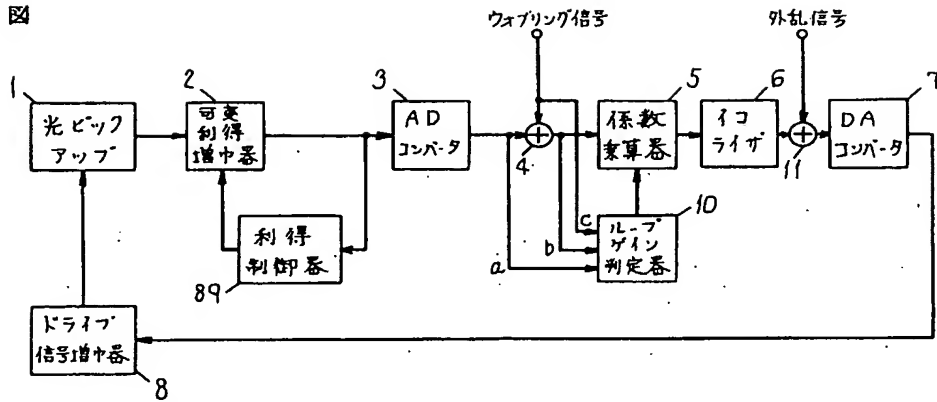 図
ウォブリング信号
外乱信号
1
2
3
5
6
7
光ピック
アップ
可変
利得
増巾器
AD
コンバータ
4
係数
乗算器
イコ
ライザ
11
DA
コンバータ
利得
制御器
89
a
b
c
ループ
ゲイン
判定器
10
ドライブ
信号増巾器
8